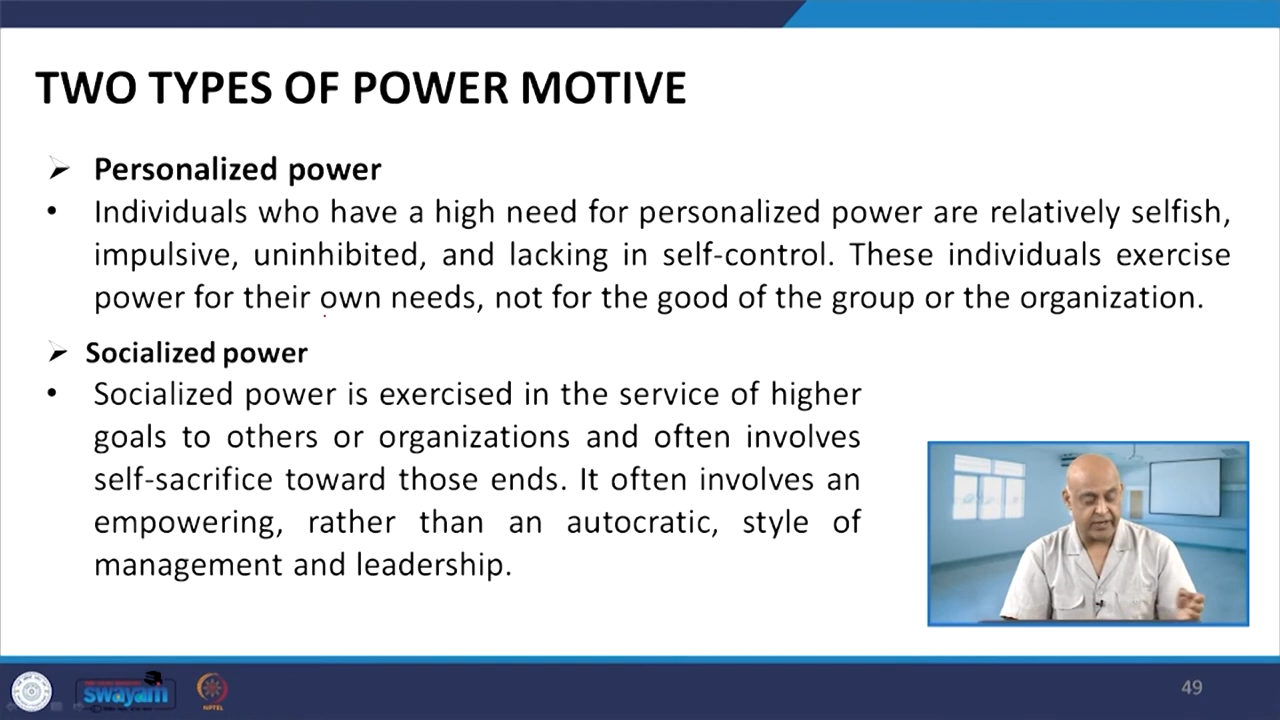 TWO TYPES OF POWER MOTIVE
➢ Personalized power
• Individuals who have a high need for personalized power are relatively selfish,
impulsive, uninhibited, and lacking in self-control. These individuals exercise
power for their own needs, not for the good of the group or the organization.
➢ Socialized power
• Socialized power is exercised in the service of higher
goals to others or organizations and often involves
self-sacrifice toward those ends. It often involves an
empowering, rather than an autocratic, style of
management and leadership.
swayam
NPTEL
49